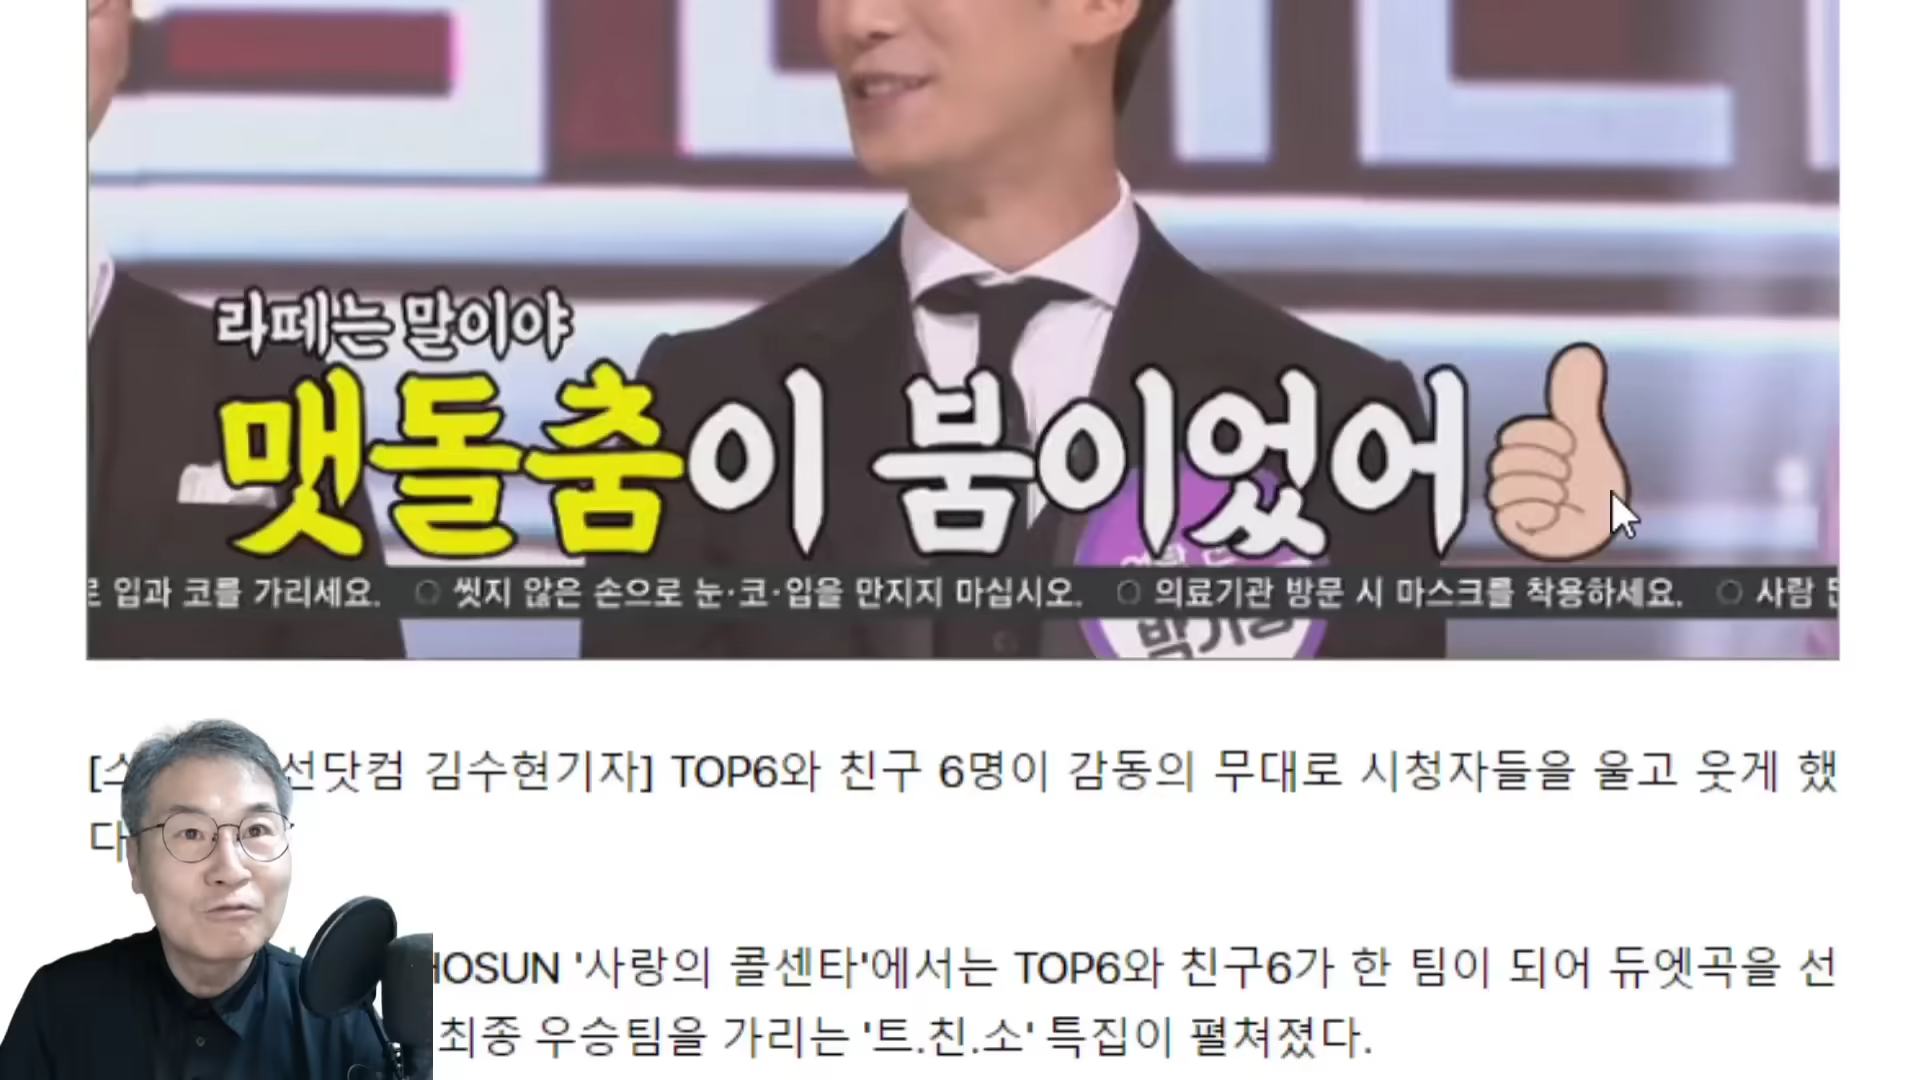 라떼는 말이야
맷돌춤이 붐이었어
입과 코를 가리세요. ○ 씻지 않은 손으로 눈·코·입을 만지지 마십시오. ○ 의료기관 방문 시 마스크를 착용하세요. ○ 사람
선닷컴 김수현기자] TOP6와 친구 6명이 감동의 무대로 시청자들을 울고 웃게 했
다
HOSUN '사랑의 콜센타'에서는 TOP6와 친구6가 한 팀이 되어 듀엣곡을 선
최종 우승팀을 가리는 '트.친.소' 특집이 펼쳐졌다.